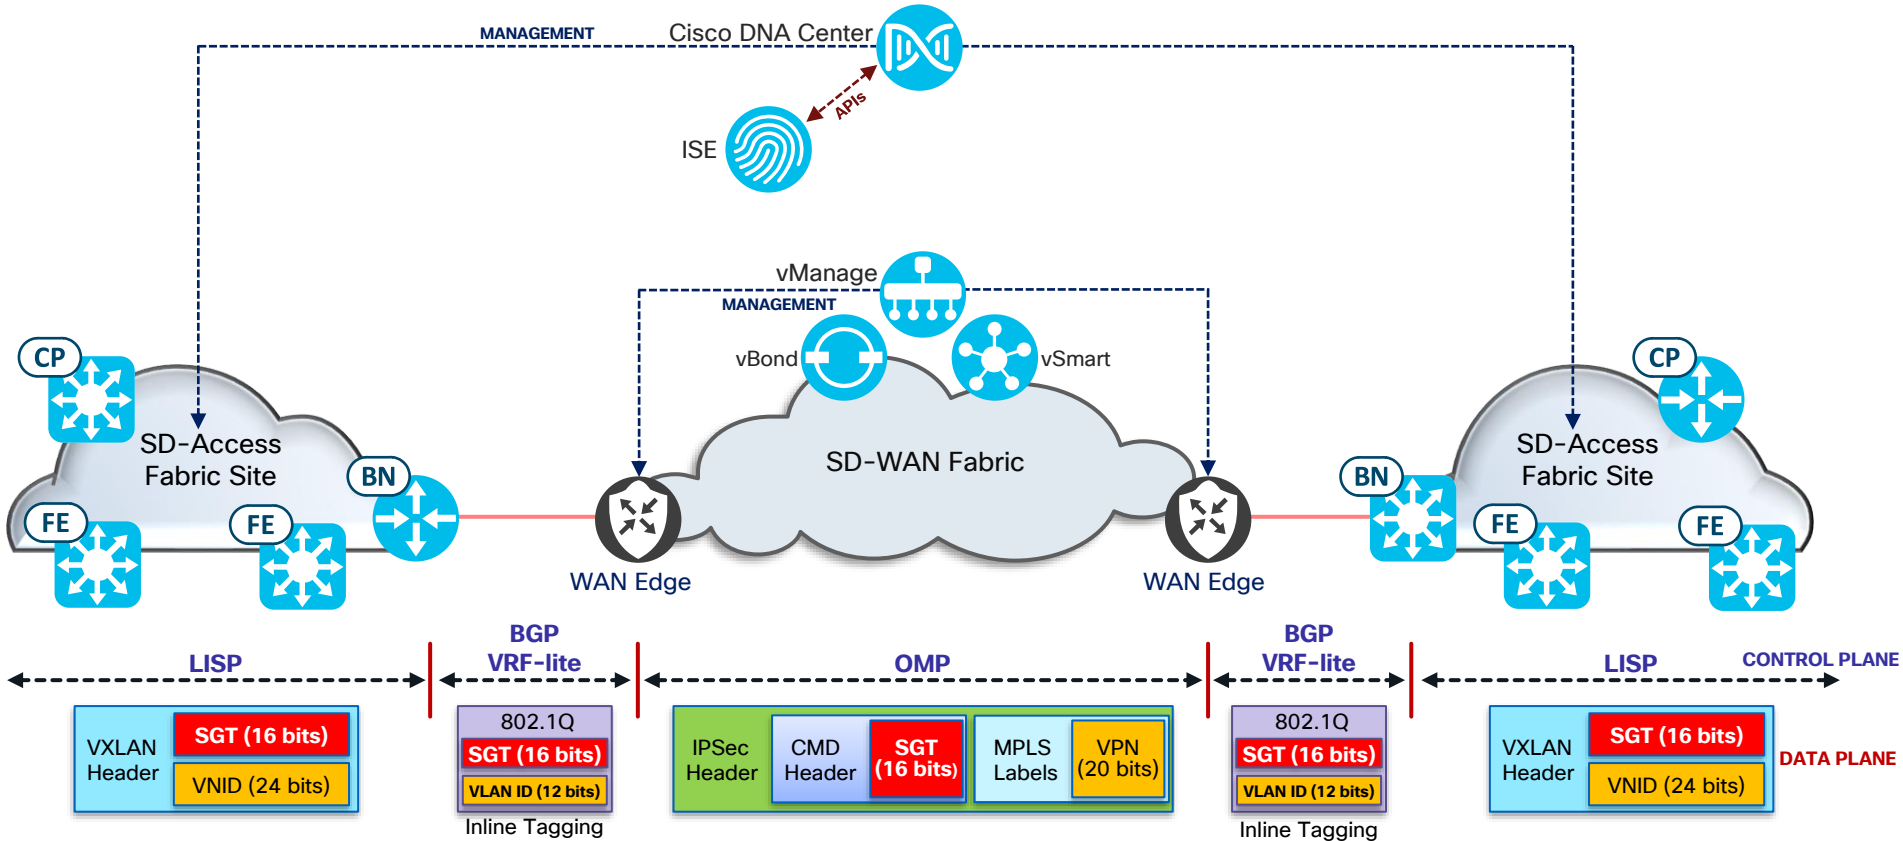 MANAGEMENT
Cisco DNA Center
APIs
ISE
vManage
MANAGEMENT
vBond
vSmart
CP
SD-Access
Fabric Site
BN
FE
FE
SD-WAN Fabric
CP
SD-Access
Fabric Site
BN
FE
FE
WAN Edge
WAN Edge
LISP
BGP
VRF-lite
OMP
BGP
VRF-lite
LISP
CONTROL PLANE
VXLAN
Header
SGT (16 bits)
VNID (24 bits)
802.1Q
SGT (16 bits)
VLAN ID (12 bits)
Inline Tagging
IPSec
Header
CMD
Header
SGT
(16 bits)
MPLS
Labels
VPN
(20 bits)
802.1Q
SGT (16 bits)
VLAN ID (12 bits)
Inline Tagging
VXLAN
Header
SGT (16 bits)
VNID (24 bits)
DATA PLANE